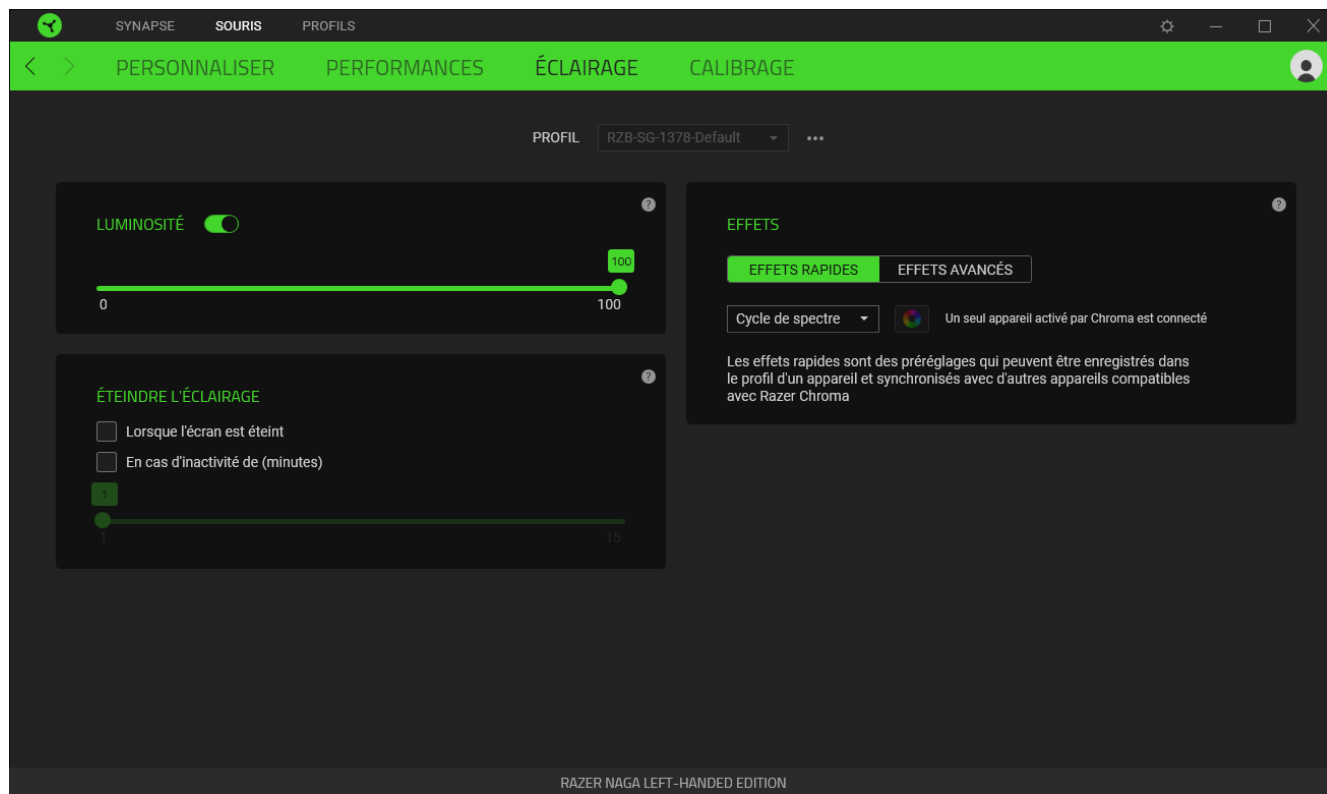 SYNAPSE SOURIS PROFILS
PERSONNALISER PERFORMANCES ÉCLAIRAGE CALIBRAGE
PROFIL RZB-SG-1378-Default
LUMINOSITÉ
100
0 100
ÉTEINDRE L'ÉCLAIRAGE
Lorsque l'écran est éteint
En cas d'inactivité de (minutes)
1
1 15
EFFETS
EFFETS RAPIDES EFFETS AVANCÉS
Cycle de spectre Un seul appareil activé par Chroma est connecté
Les effets rapides sont des préréglages qui peuvent être enregistrés dans
le profil d'un appareil et synchronisés avec d'autres appareils compatibles
avec Razer Chroma
RAZER NAGA LEFT-HANDED EDITION